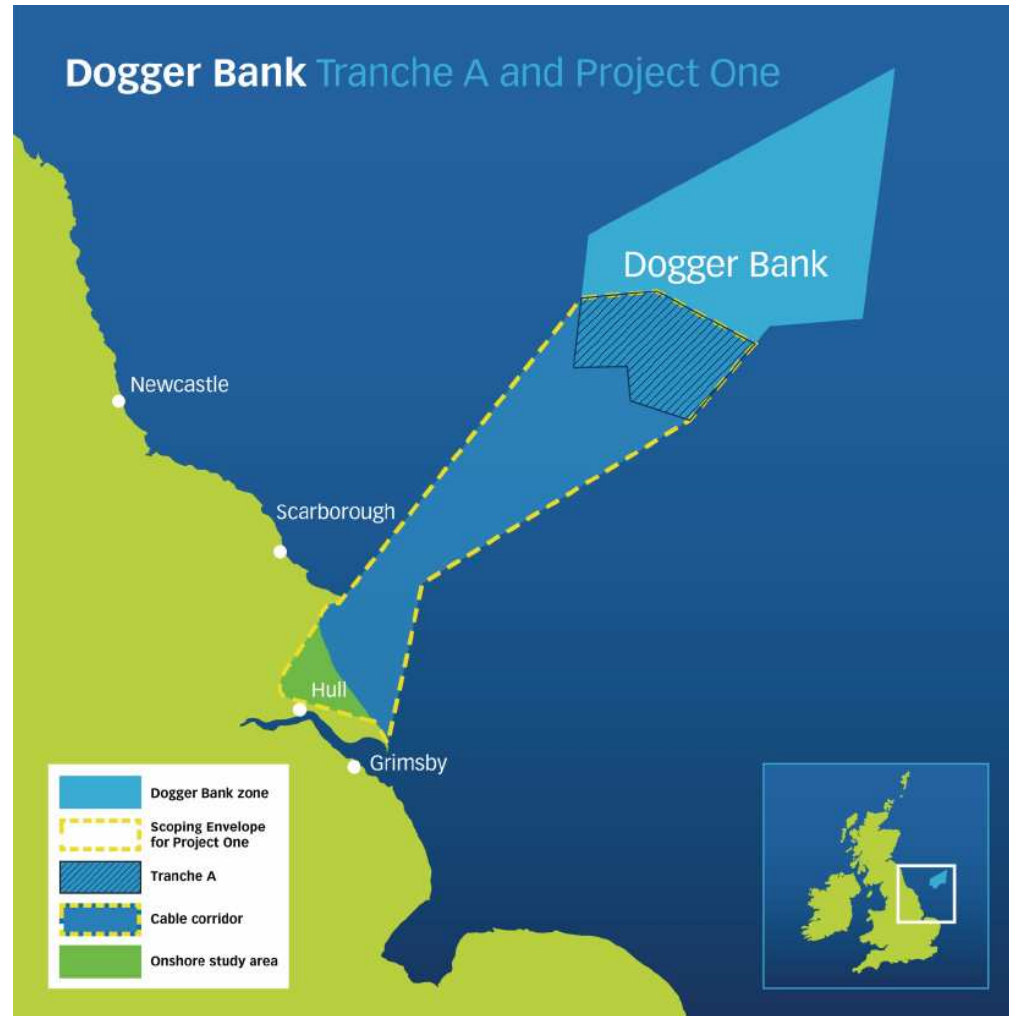 Dogger Bank Tranche A and Project One
Dogger Bank
Newcastle
Scarborough
Hull
Grimsby
Dogger Bank zone
Scoping Envelope
for Project One
Tranche A
Cable corridor
Onshore study area